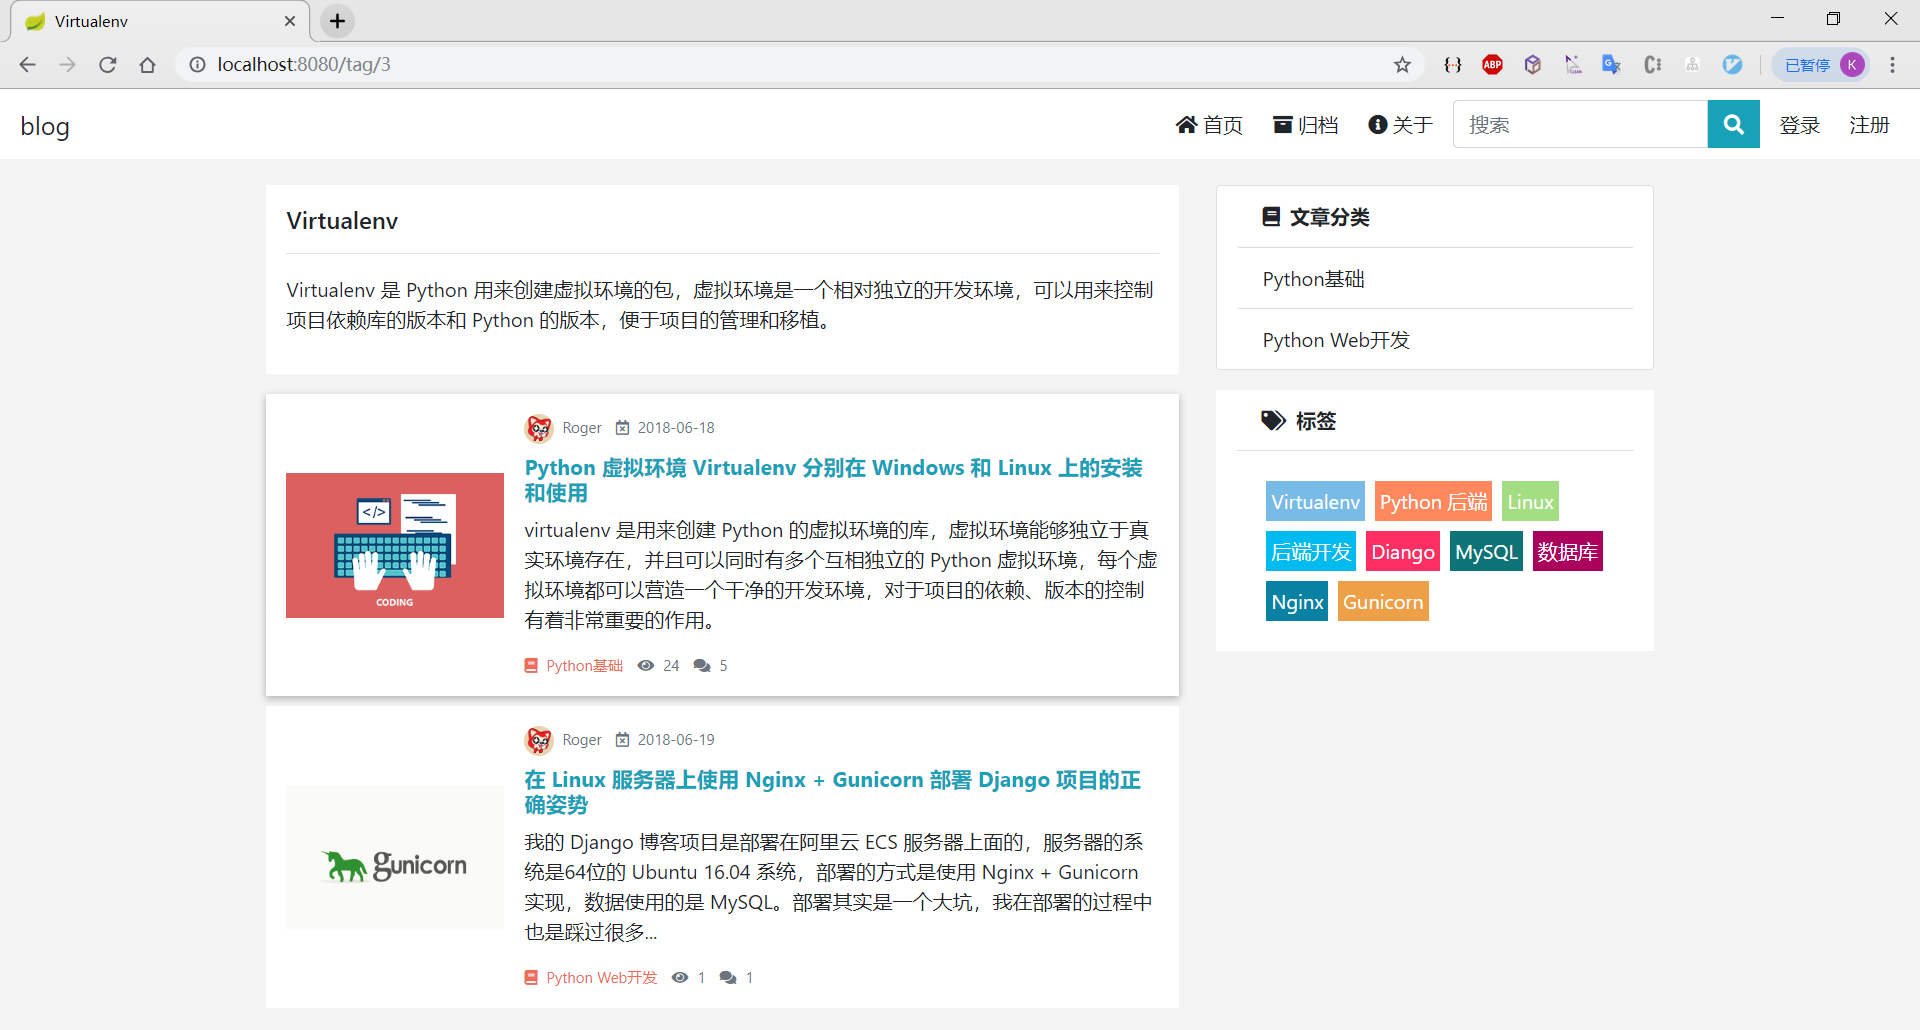 Virtualenv
localhost:8080/tag/3
ABP
已暂停 K
blog
首页 归档 关于 搜索 登录 注册
Virtualenv
Virtualenv 是 Python 用来创建虚拟环境的包，虚拟环境是一个相对独立的开发环境，可以用来控制
项目依赖库的版本和 Python 的版本，便于项目的管理和移植。
Roger 2018-06-18
Python 虚拟环境 Virtualenv 分别在 Windows 和 Linux 上的安装
和使用
virtualenv 是用来创建 Python 的虚拟环境的库，虚拟环境能够独立于真
实环境存在，并且可以同时有多个互相独立的 Python 虚拟环境，每个虚
拟环境都可以营造一个干净的开发环境，对于项目的依赖、版本的控制
有着非常重要的作用。
</>
CODING
Python基础 24 5
Roger 2018-06-19
在 Linux 服务器上使用 Nginx + Gunicorn 部署 Django 项目的正
确姿势
我的 Django 博客项目是部署在阿里云 ECS 服务器上面的，服务器的系
统是64位的 Ubuntu 16.04 系统，部署的方式是使用 Nginx + Gunicorn
实现，数据使用的是 MySQL。部署其实是一个大坑，我在部署的过程中
也是踩过很多...
gunicorn
Python Web开发 1 1
文章分类
Python基础
Python Web开发
标签
Virtualenv Python 后端 Linux
后端开发 Diango MySQL 数据库
Nginx Gunicorn